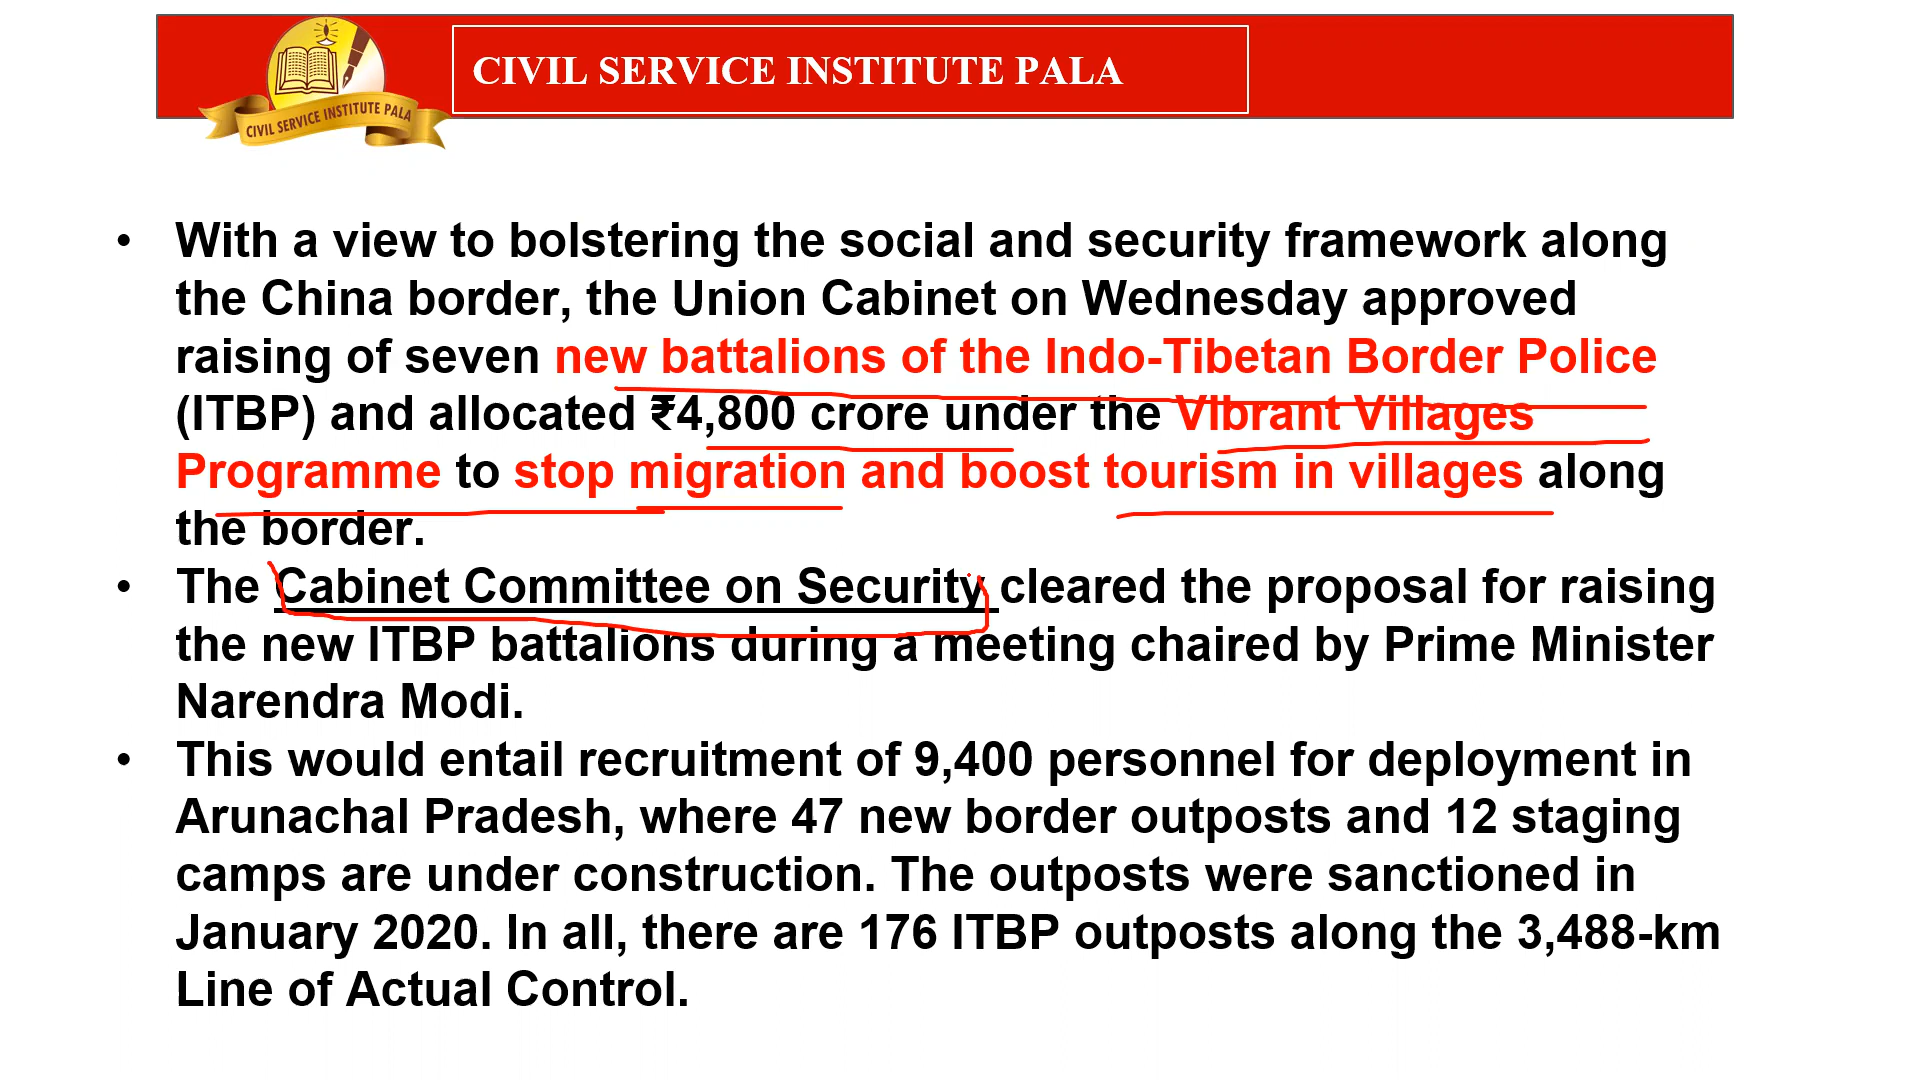 CIVIL SERVICE INSTITUTE PALA
CIVIL SERVICE INSTITUTE PALA
• With a view to bolstering the social and security framework along
the China border, the Union Cabinet on Wednesday approved
raising of seven new battalions of the Indo-Tibetan Border Police
(ITBP) and allocated ₹4,800 crore under the Vibrant Villages
Programme to stop migration and boost tourism in villages along
the border.
• The Cabinet Committee on Security cleared the proposal for raising
the new ITBP battalions during a meeting chaired by Prime Minister
Narendra Modi.
• This would entail recruitment of 9,400 personnel for deployment in
Arunachal Pradesh, where 47 new border outposts and 12 staging
camps are under construction. The outposts were sanctioned in
January 2020. In all, there are 176 ITBP outposts along the 3,488-km
Line of Actual Control.